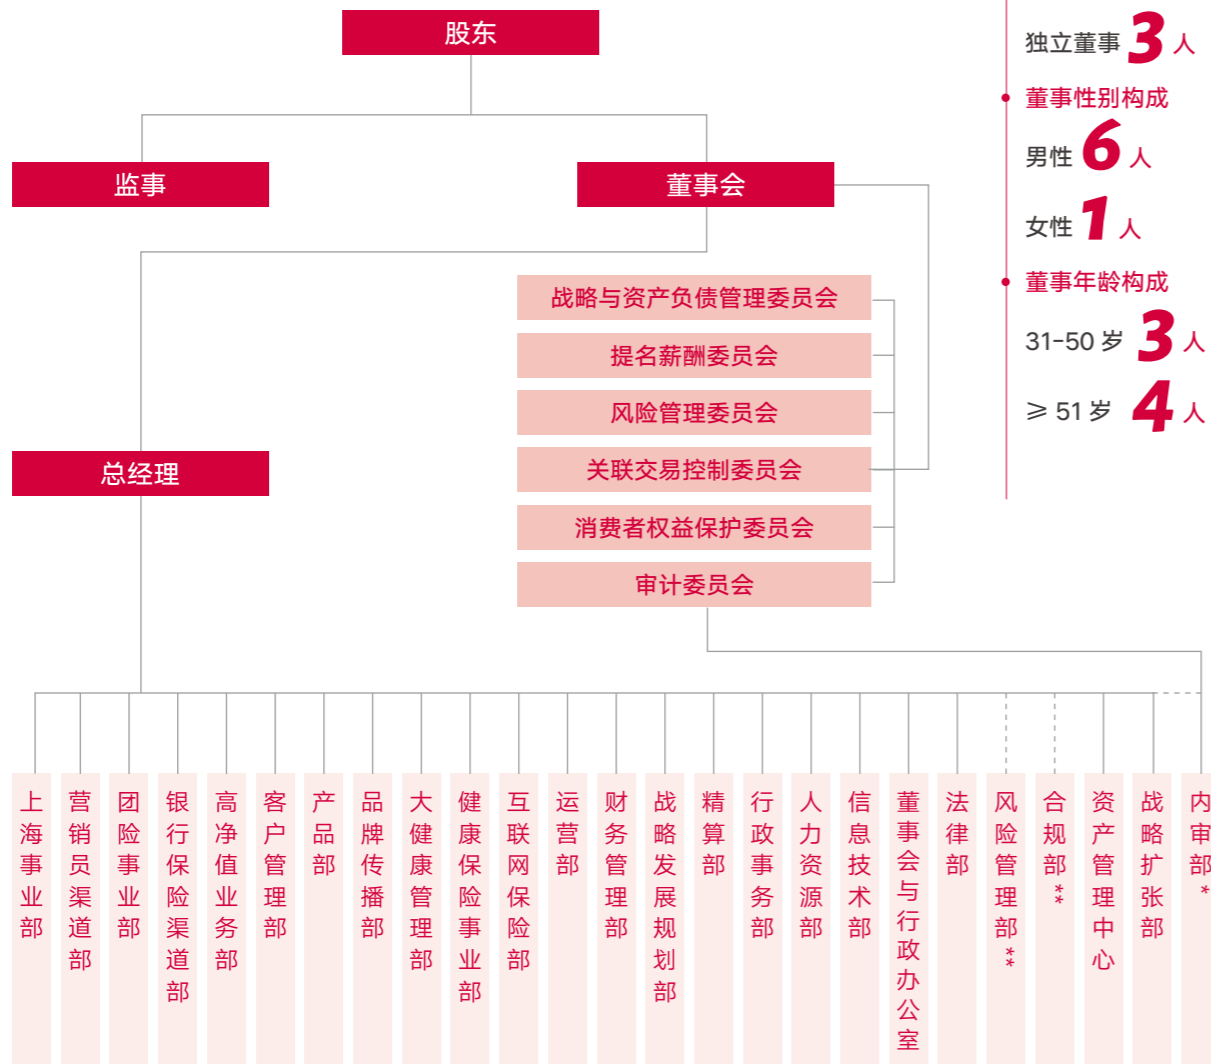 股东
监事
董事会
战略与资产负债管理委员会
提名薪酬委员会
风险管理委员会
总经理
关联交易控制委员会
消费者权益保护委员会
审计委员会
独立董事 3 人
董事性别构成
男性 6 人
女性 1 人
董事年龄构成
31-50 岁 3 人
≥ 51 岁 4 人
上海事业部
营销员渠道部
团险事业部
银行保险渠道部
高净值业务部
客户管理部
产品部
品牌传播部
大健康管理部
健康保险事业部
互联网保险部
运营部
财务管理部
战略发展规划部
精算部
行政事务部
人力资源部
信息技术部
董事会与行政办公室
法律部
风险管理部**
合规部**
资产管理中心
战略扩张部
内审部*